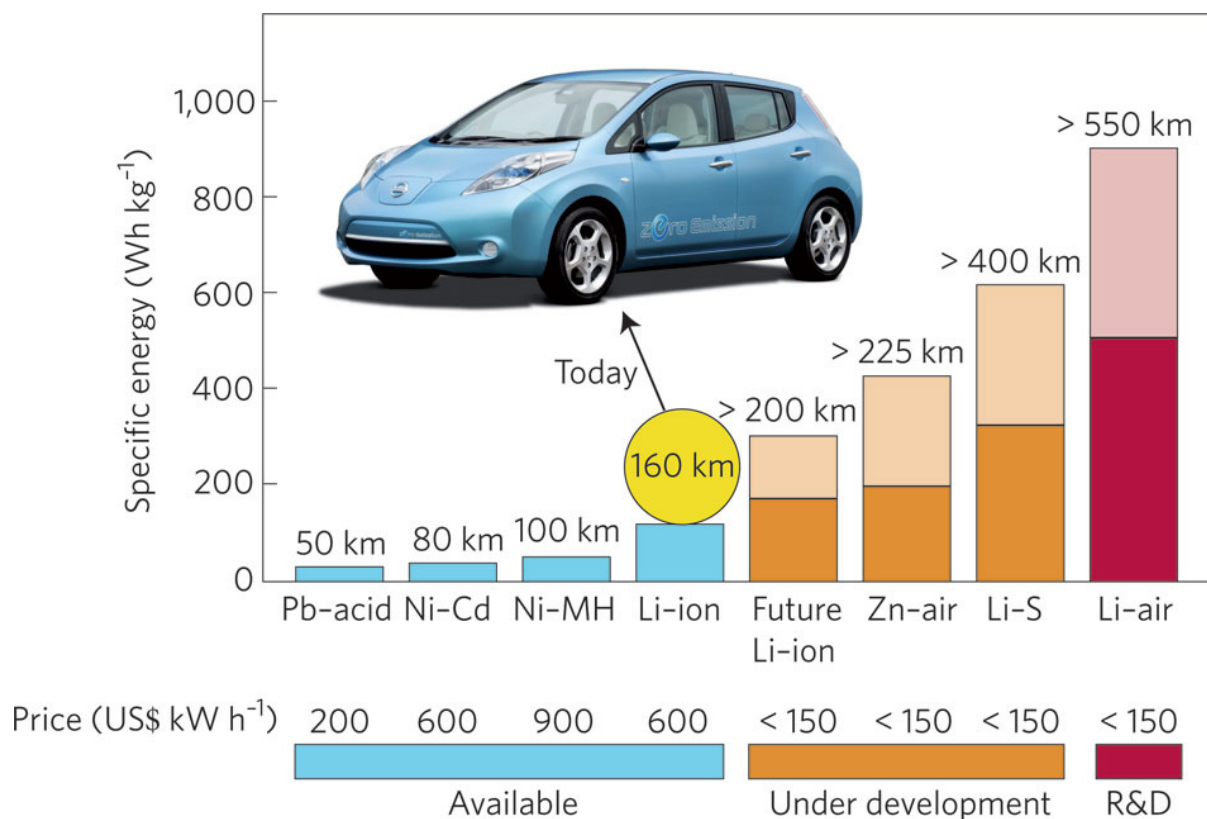 Specific energy (Wh kg⁻¹)
1,000
800
600
400
200
0
zero emission
Today
50 km
80 km
100 km
160 km
> 200 km
> 225 km
> 400 km
> 550 km
Pb–acid
Ni–Cd
Ni–MH
Li–ion
Future
Li–ion
Zn–air
Li–S
Li–air
Price (US$ kW h⁻¹)
200
600
900
600
< 150
< 150
< 150
< 150
Available
Under development
R&D